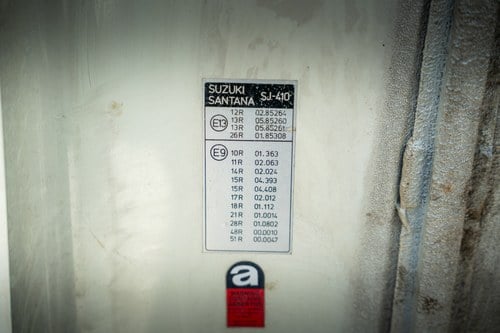 SUZUKI
SANTANA SJ-410
E13
12R 02.85264
13R 05.85260
13R 05.85261
26R 01.85308
E9
10R 01.363
11R 02.063
14R 02.024
15R 04.393
15R 04.408
17R 02.012
18R 01.112
21R 01.0014
28R 01.0802
48R 00.0010
51R 00.0047
a